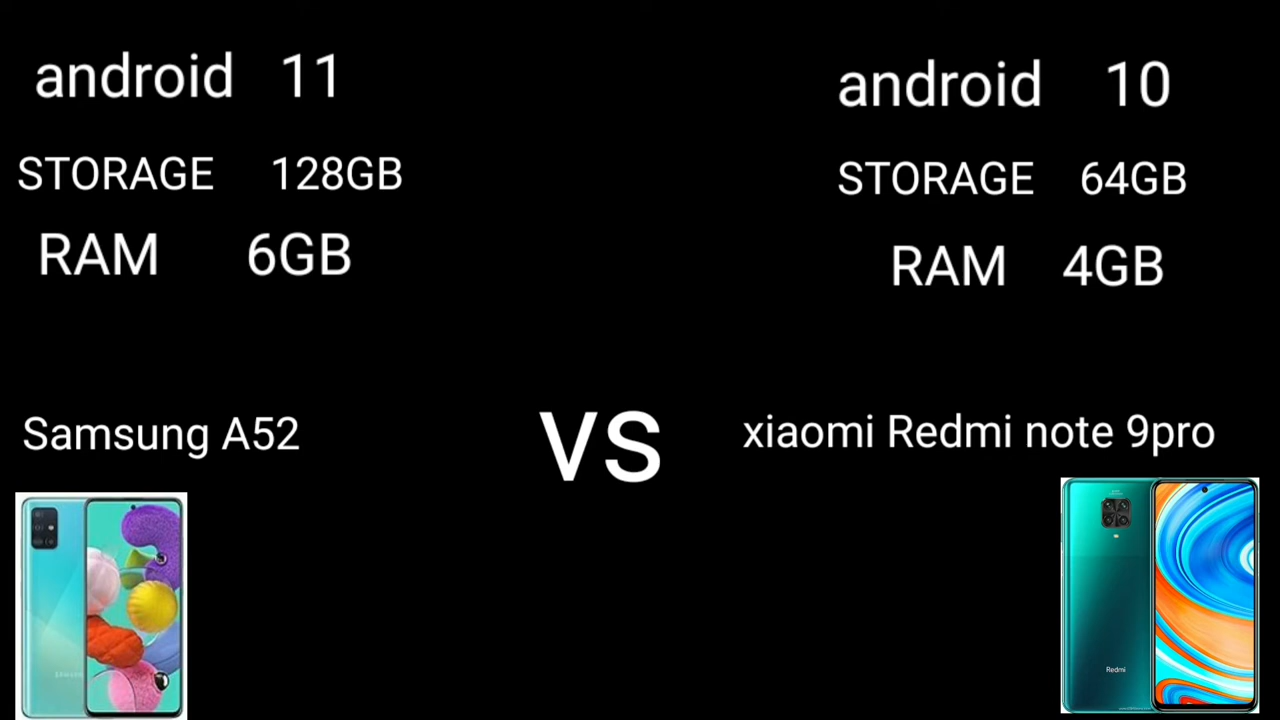 android 11
STORAGE 128GB
RAM 6GB
android 10
STORAGE 64GB
RAM 4GB
Samsung A52
vs
xiaomi Redmi note 9pro
Redmi